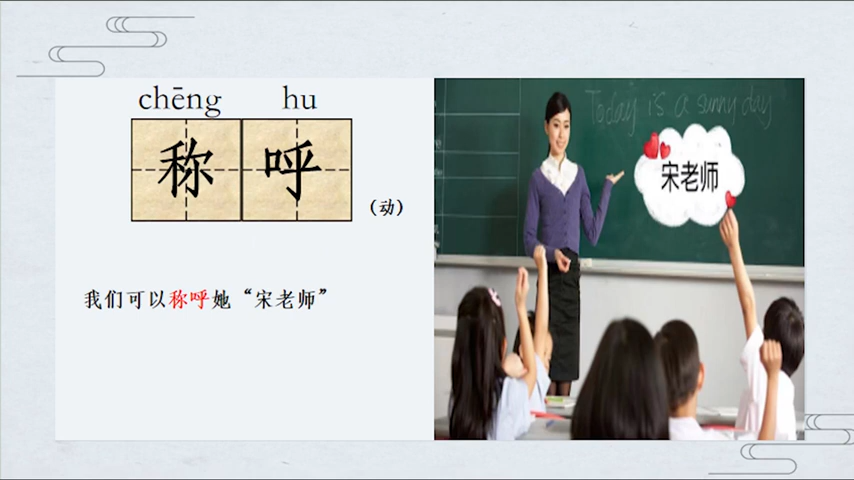 chēng hu
称呼
（动）
我们可以称呼她“宋老师”
Today is a sunny day
宋老师